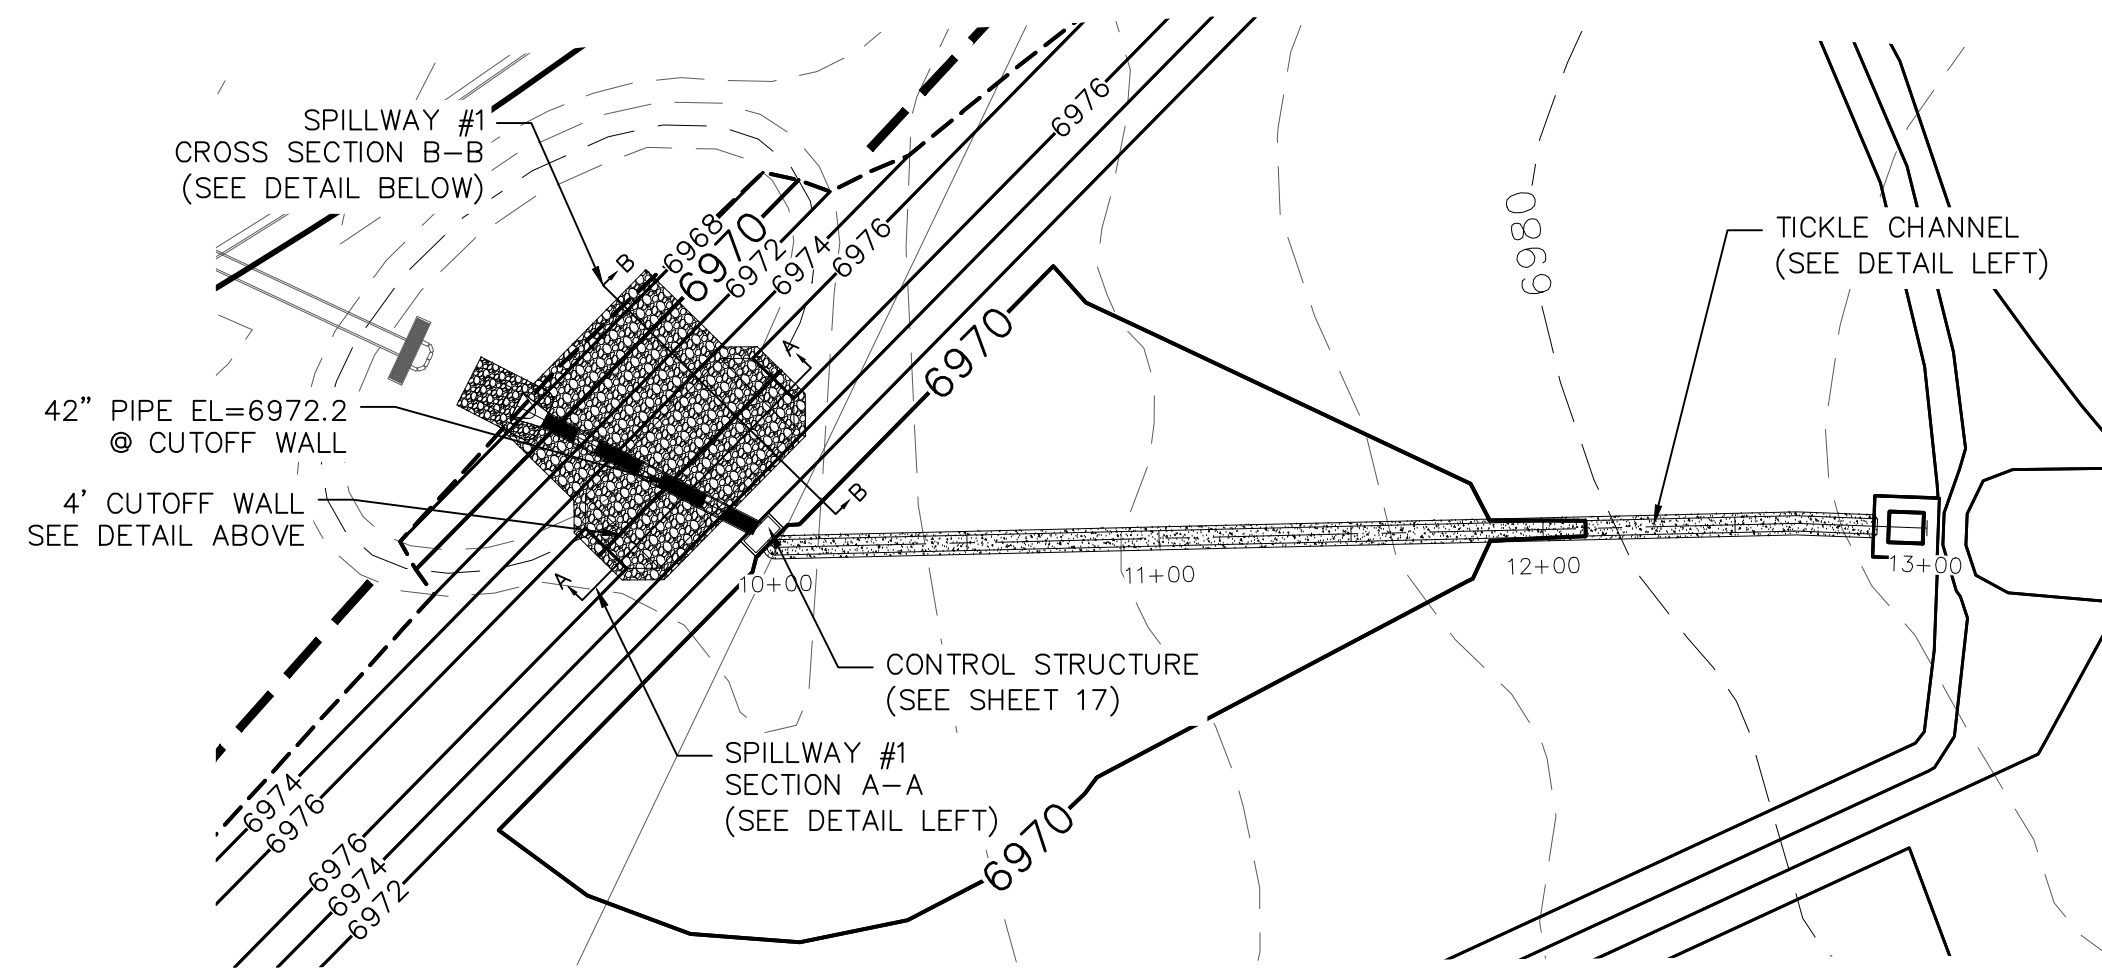 SPILLWAY #1
CROSS SECTION B-B
(SEE DETAIL BELOW)
6976
6968
6970
6972
6974
6976
B
A
0869
TICKLE CHANNEL
(SEE DETAIL LEFT)
6970
42" PIPE EL=6972.2
@ CUTOFF WALL
4' CUTOFF WALL
SEE DETAIL ABOVE
B
A
10+00
11+00
12+00
13+00
CONTROL STRUCTURE
(SEE SHEET 17)
SPILLWAY #1
SECTION A-A
(SEE DETAIL LEFT)
6974
6976
6976
6974
6972
6970